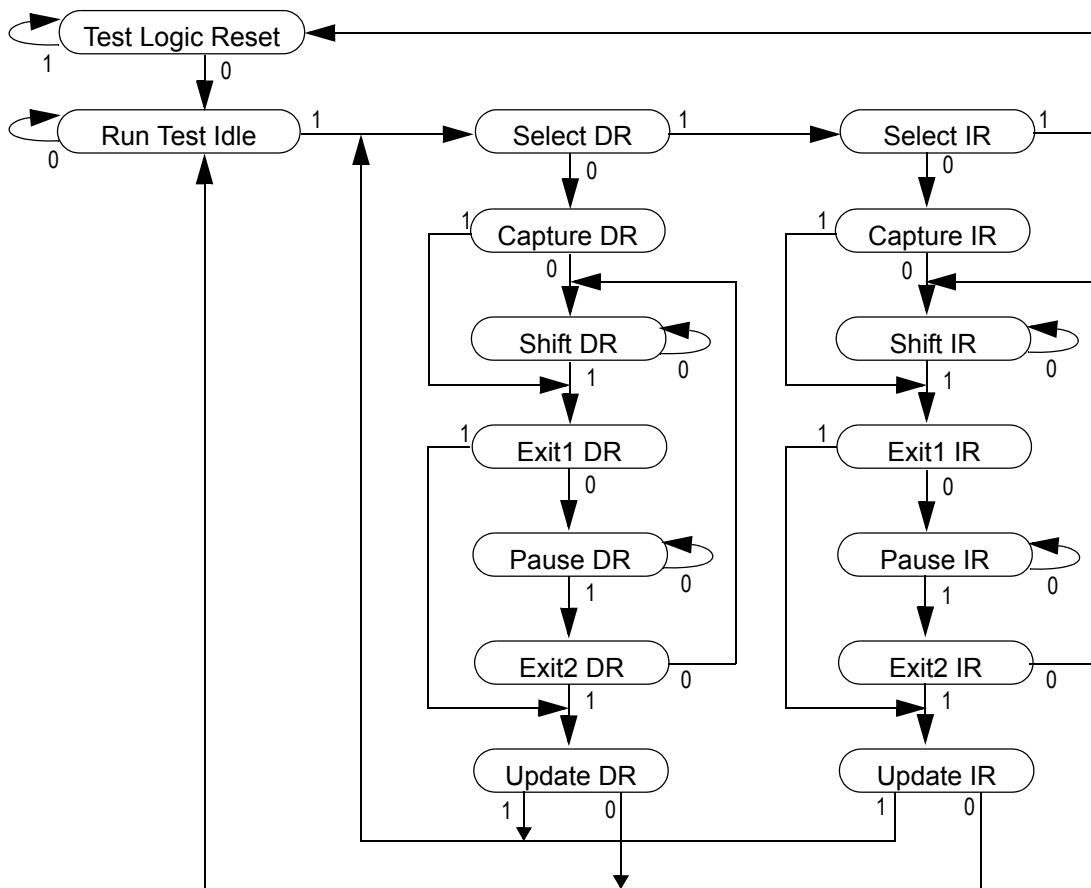 Test Logic Reset
1
0
Run Test Idle
1
0
Select DR
1
0
Select IR
1
0
1
Capture DR
0
1
Capture IR
0
Shift DR
0
1
Shift IR
0
1
1
Exit1 DR
0
1
Exit1 IR
0
Pause DR
0
1
Pause IR
0
1
Exit2 DR
0
1
Exit2 IR
0
1
Update DR
1
0
Update IR
1
0